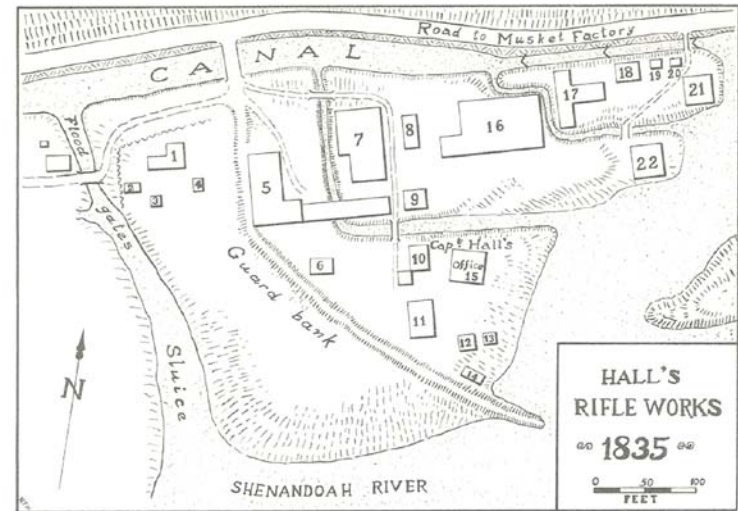 Road to Musket Factory
CANAL
Flood
gates
Sluice
1
2
3
4
5
6
7
8
9
10
11
12
13
14
Capt Hall's
Office
15
16
17
18
19
20
21
22
Guard bank
N
SHENANDOAH RIVER
HALL'S
RIFLE WORKS
1835
0 50 100
FEET